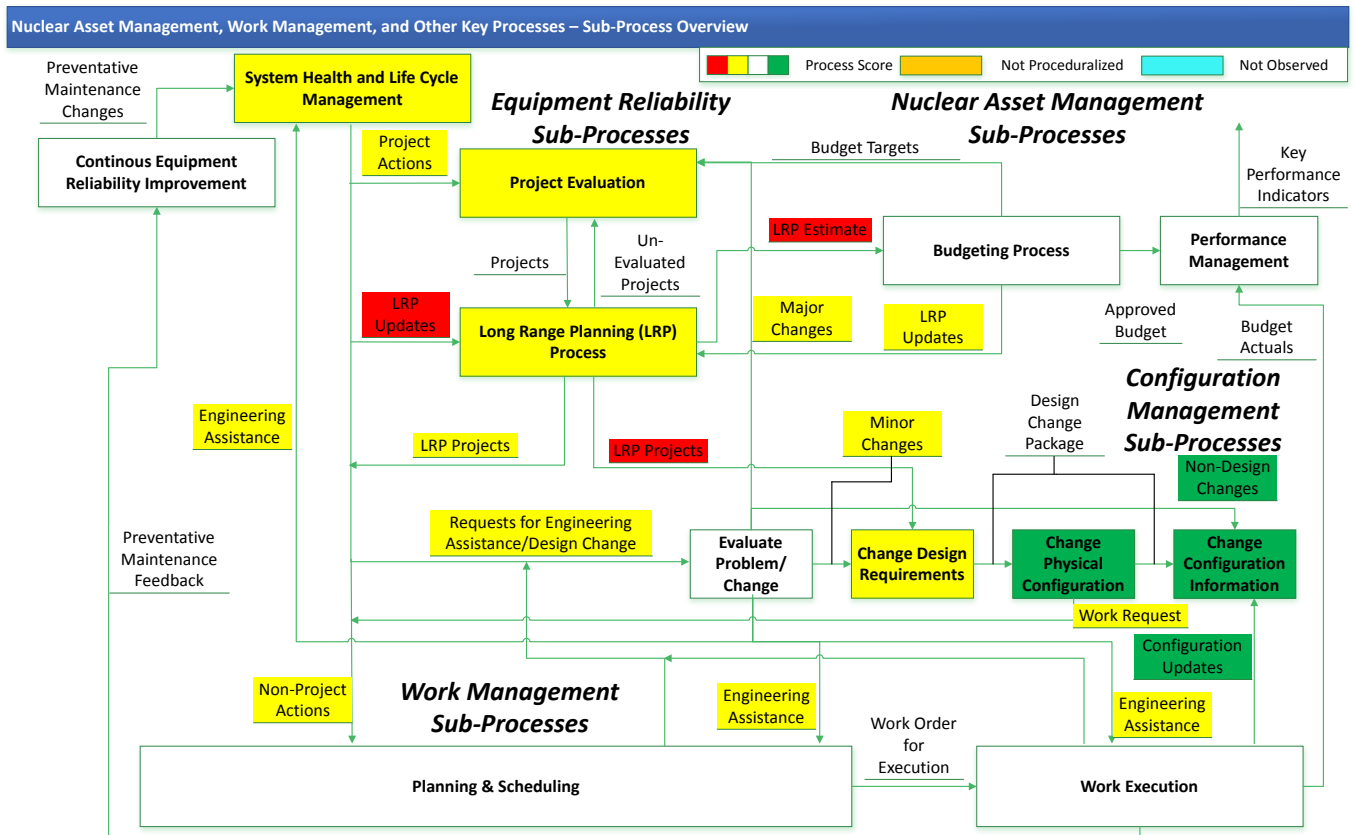 Nuclear Asset Management, Work Management, and Other Key Processes – Sub-Process Overview
Process Score
Not Proceduralized
Not Observed
Preventative
Maintenance
Changes
System Health and Life Cycle
Management
Equipment Reliability
Sub-Processes
Nuclear Asset Management
Sub-Processes
Continous Equipment
Reliability Improvement
Project
Actions
Project Evaluation
Budget Targets
Key
Performance
Indicators
LRP Estimate
Budgeting Process
Performance
Management
Projects
Un-
Evaluated
Projects
LRP
Updates
Long Range Planning (LRP)
Process
Major
Changes
LRP
Updates
Approved
Budget
Budget
Actuals
Configuration
Management
Sub-Processes
Engineering
Assistance
LRP Projects
LRP Projects
Minor
Changes
Design
Change
Package
Non-Design
Changes
Preventative
Maintenance
Feedback
Requests for Engineering
Assistance/Design Change
Evaluate
Problem/
Change
Change Design
Requirements
Change
Physical
Configuration
Change
Configuration
Information
Work Request
Configuration
Updates
Non-Project
Actions
Work Management
Sub-Processes
Engineering
Assistance
Work Order
for
Execution
Engineering
Assistance
Planning & Scheduling
Work Execution